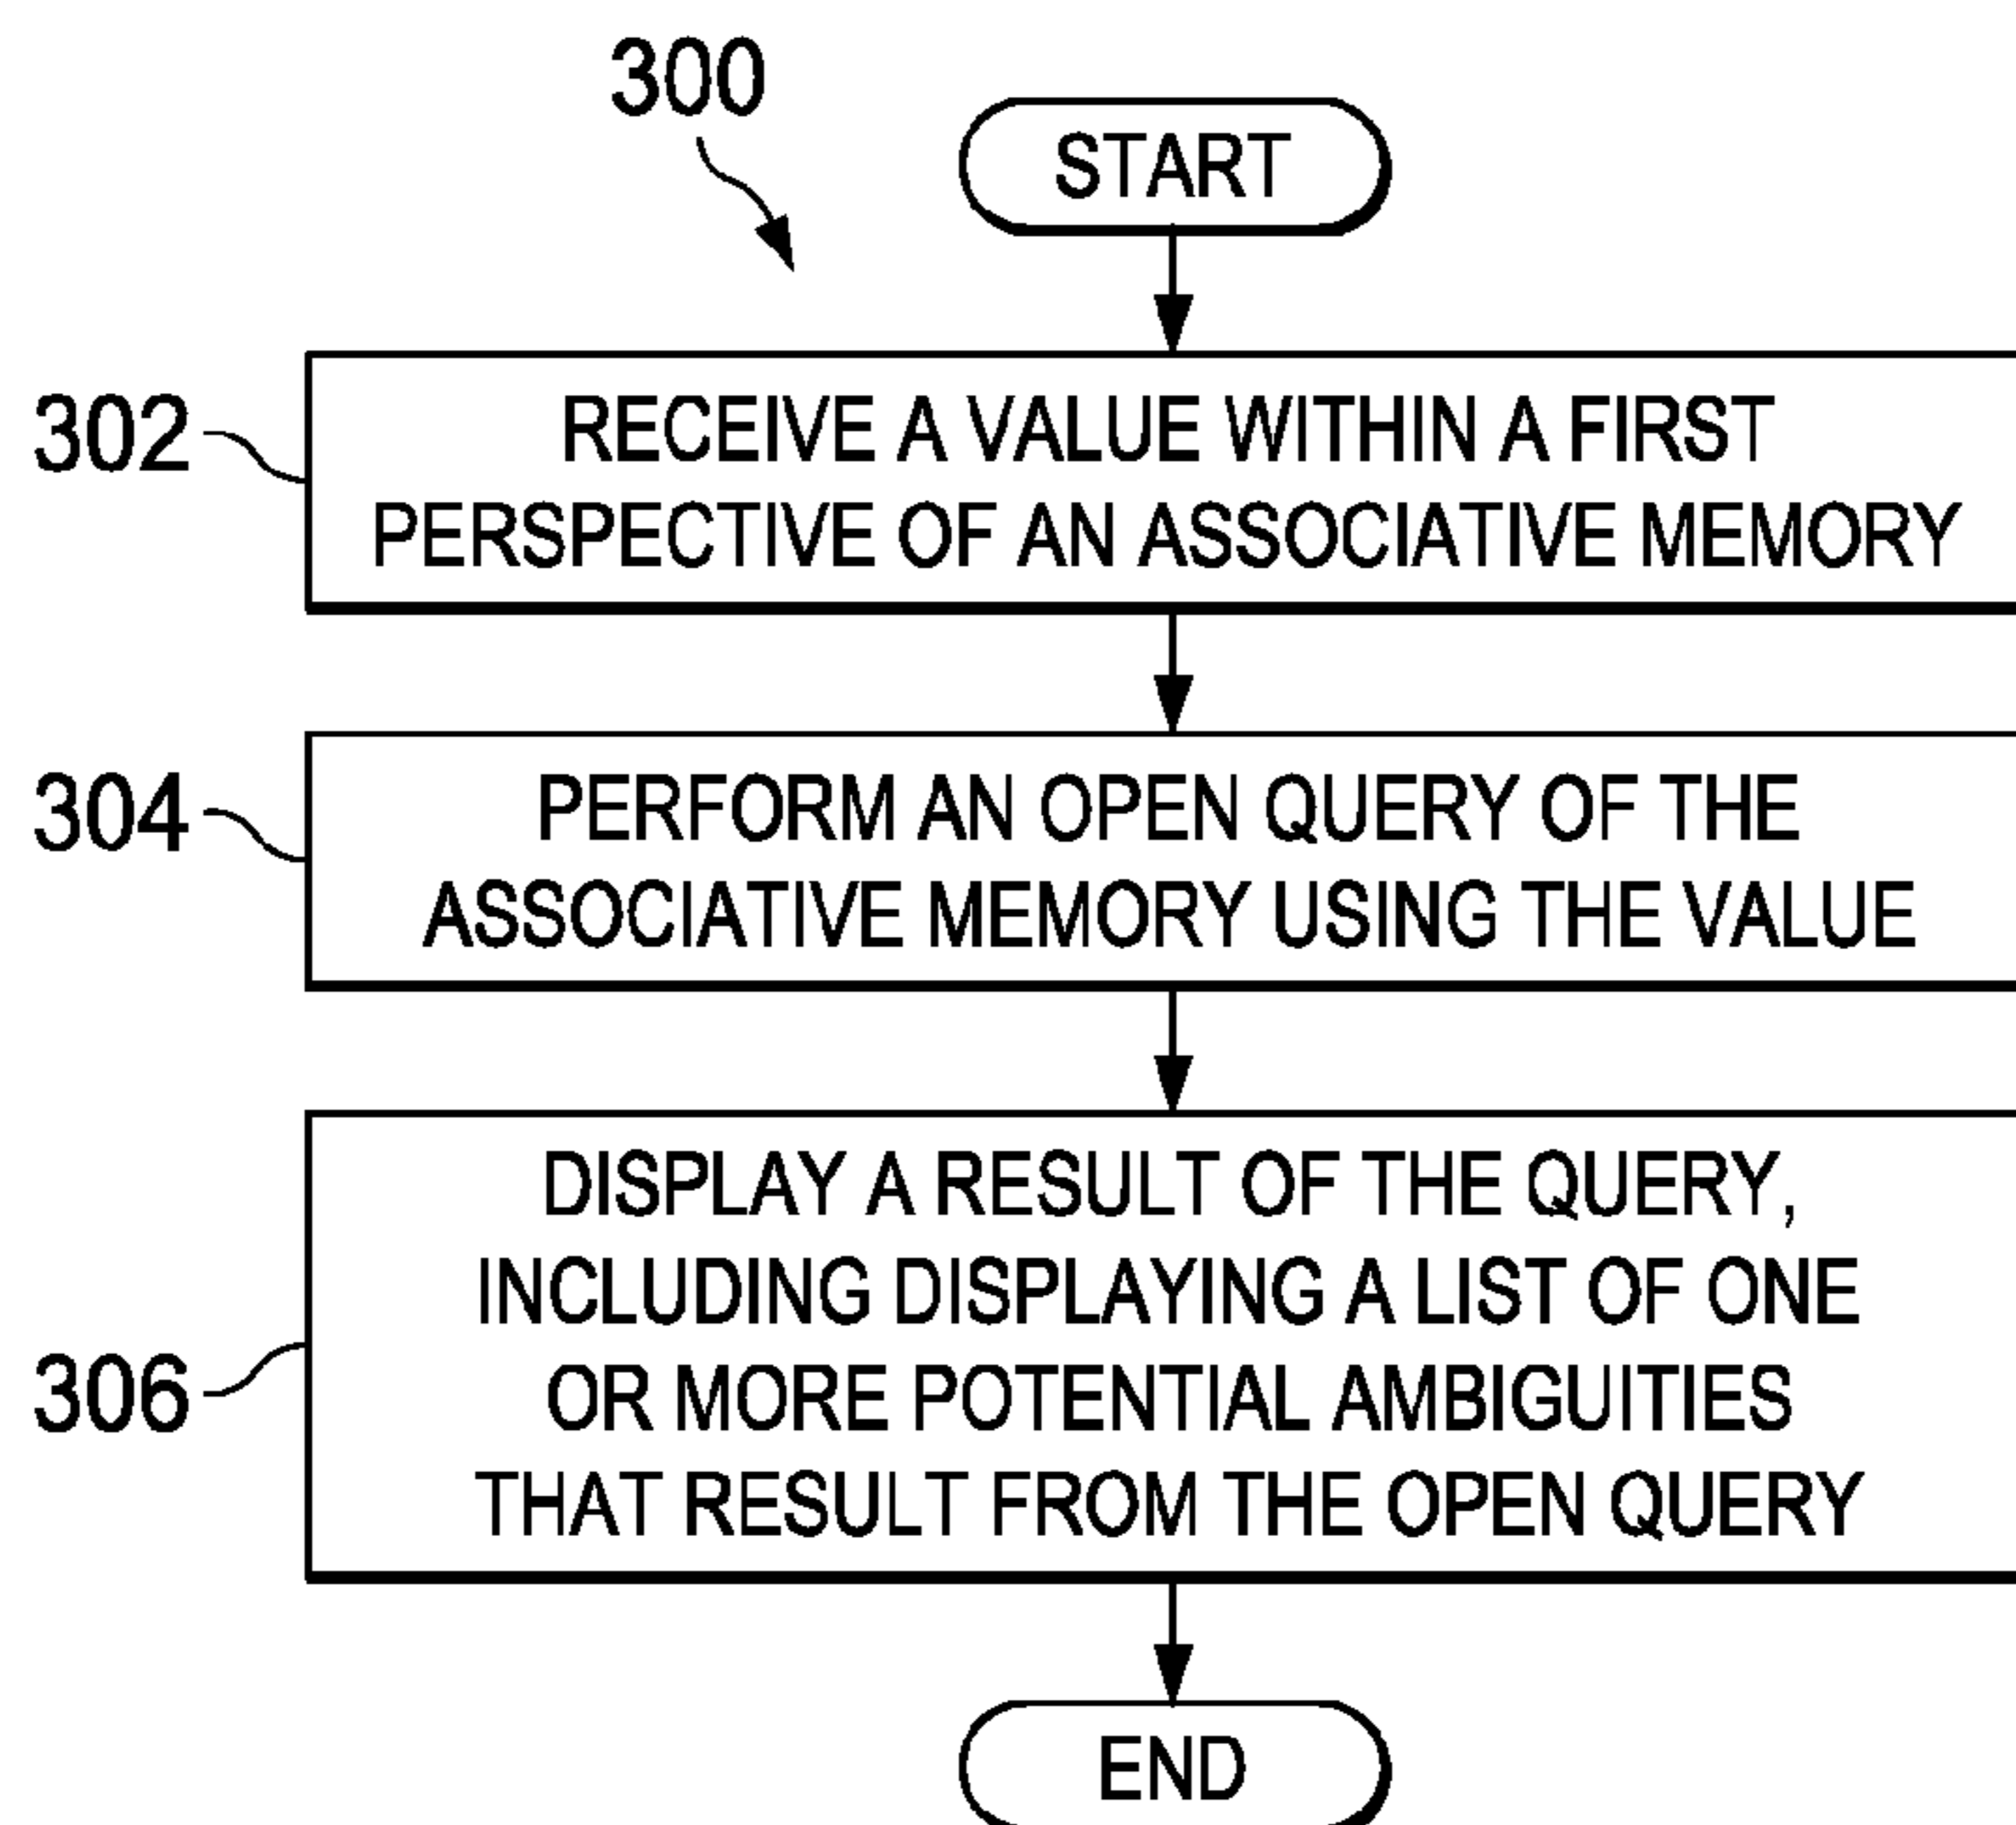 300
START
302
RECEIVE A VALUE WITHIN A FIRST
PERSPECTIVE OF AN ASSOCIATIVE MEMORY
304
PERFORM AN OPEN QUERY OF THE
ASSOCIATIVE MEMORY USING THE VALUE
306
DISPLAY A RESULT OF THE QUERY,
INCLUDING DISPLAYING A LIST OF ONE
OR MORE POTENTIAL AMBIGUITIES
THAT RESULT FROM THE OPEN QUERY
END